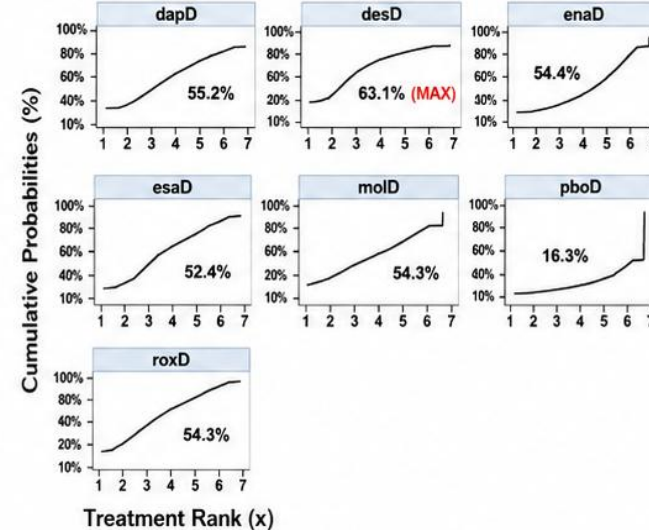 Cumulative Probabilities (%)
dapD
100%
80%
60%
40%
10%
55.2%
1 2 3 4 5 6 7
desD
100%
80%
60%
20%
10%
63.1% (MAX)
1 2 3 4 5 6 7
enaD
100%
80%
60%
40%
10%
54.4%
1 2 3 4 5 6 7
esaD
100%
80%
60%
40%
10%
52.4%
1 2 3 4 5 6 7
molD
100%
80%
60%
20%
10%
54.3%
1 2 3 4 5 6 7
pboD
100%
80%
60%
40%
10%
16.3%
1 2 3 4 5 6 7
roxD
100%
80%
40%
20%
10%
54.3%
1 2 3 4 5 6 7
Treatment Rank (x)